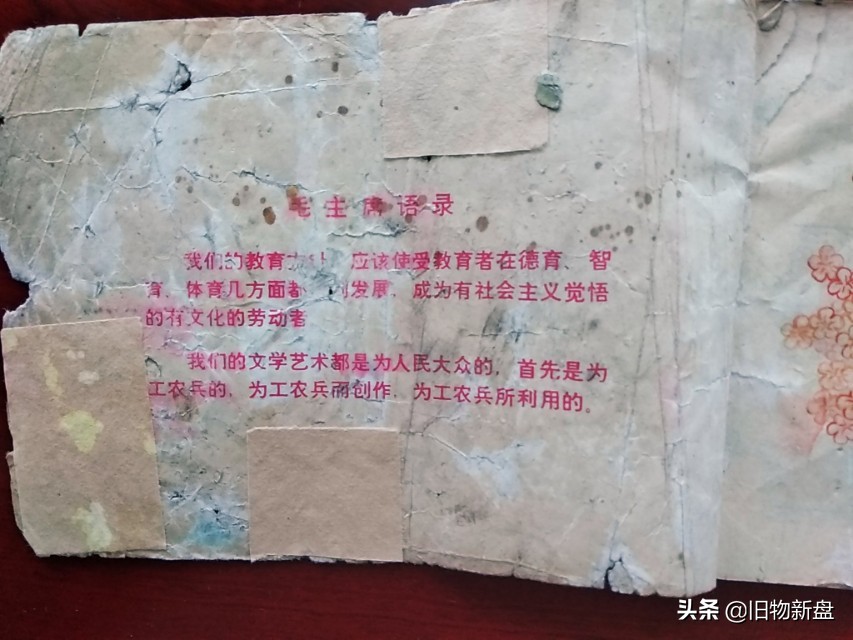 毛主席语录
我们的教育方针 应该使受教育者在德育、智
育、体育几方面都 到发展,成为有社会主义觉悟
的有文化的劳动者
我们的文学艺术都是为人民大众的,首先是为
工农兵的,为工农兵而创作,为工农兵所利用的。
头条 @旧物新盘